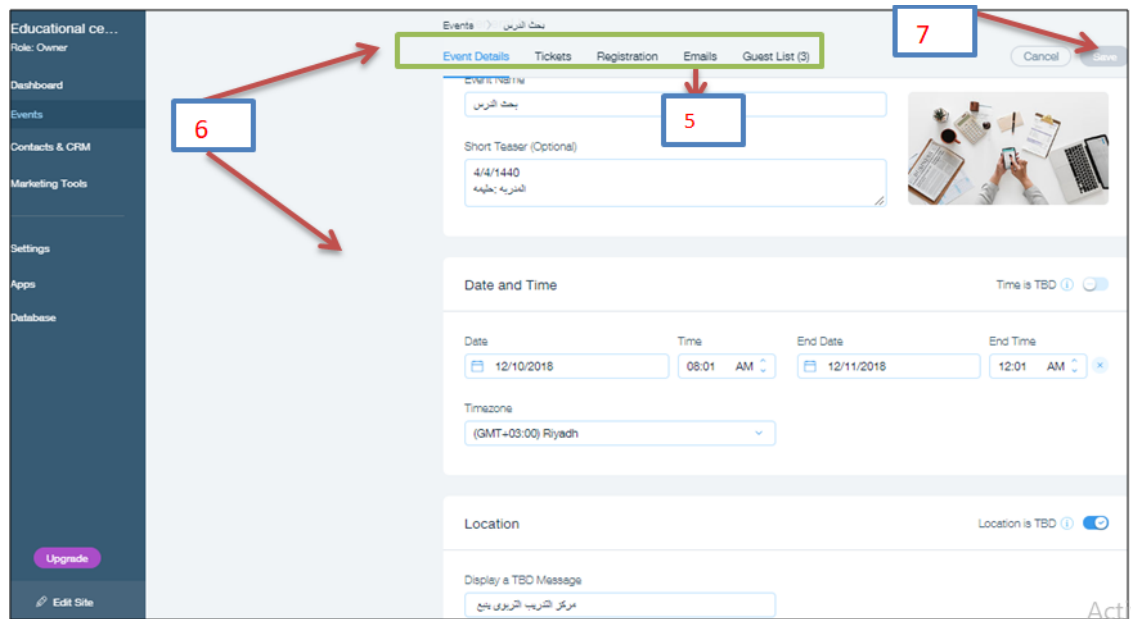 Educational ce...
Role: Owner
Dashboard
Events
Contacts & CRM
Marketing Tools
Settings
Apps
Database
Upgrade
Edit Site
Events > بحث الدرس
Event Details Tickets Registration Emails Guest List (3)
Cancel Save
7
6
5
Event Name
بحث الدرس
Short Teaser (Optional)
4/4/1440
المدربه :حليمه
Date and Time
Time is TBD
Date Time End Date End Time
12/10/2018 08:01 AM 12/11/2018 12:01 AM
Timezone
(GMT+03:00) Riyadh
Location
Location is TBD
Display a TBD Message
مركز التدريب التربوى ينبع
Acti